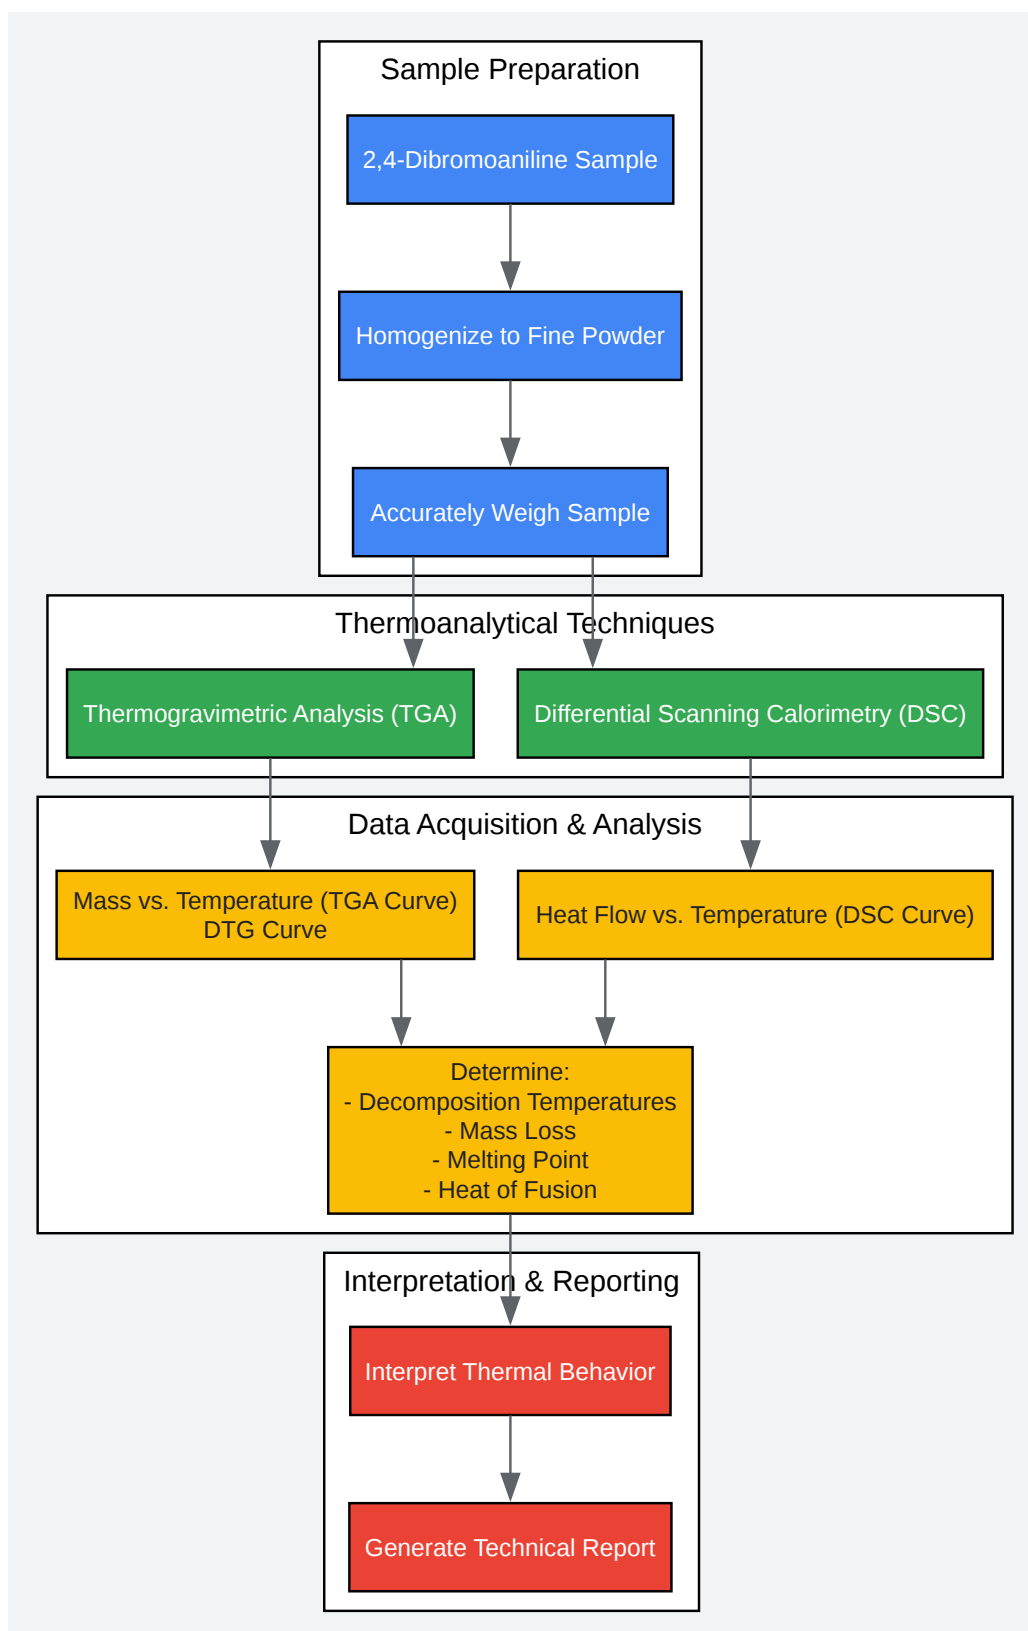 Sample Preparation
2,4-Dibromoaniline Sample
Homogenize to Fine Powder
Accurately Weigh Sample
Thermoanalytical Techniques
Thermogravimetric Analysis (TGA)
Differential Scanning Calorimetry (DSC)
Data Acquisition & Analysis
Mass vs. Temperature (TGA Curve)
DTG Curve
Heat Flow vs. Temperature (DSC Curve)
Determine:
- Decomposition Temperatures
- Mass Loss
- Melting Point
- Heat of Fusion
Interpretation & Reporting
Interpret Thermal Behavior
Generate Technical Report